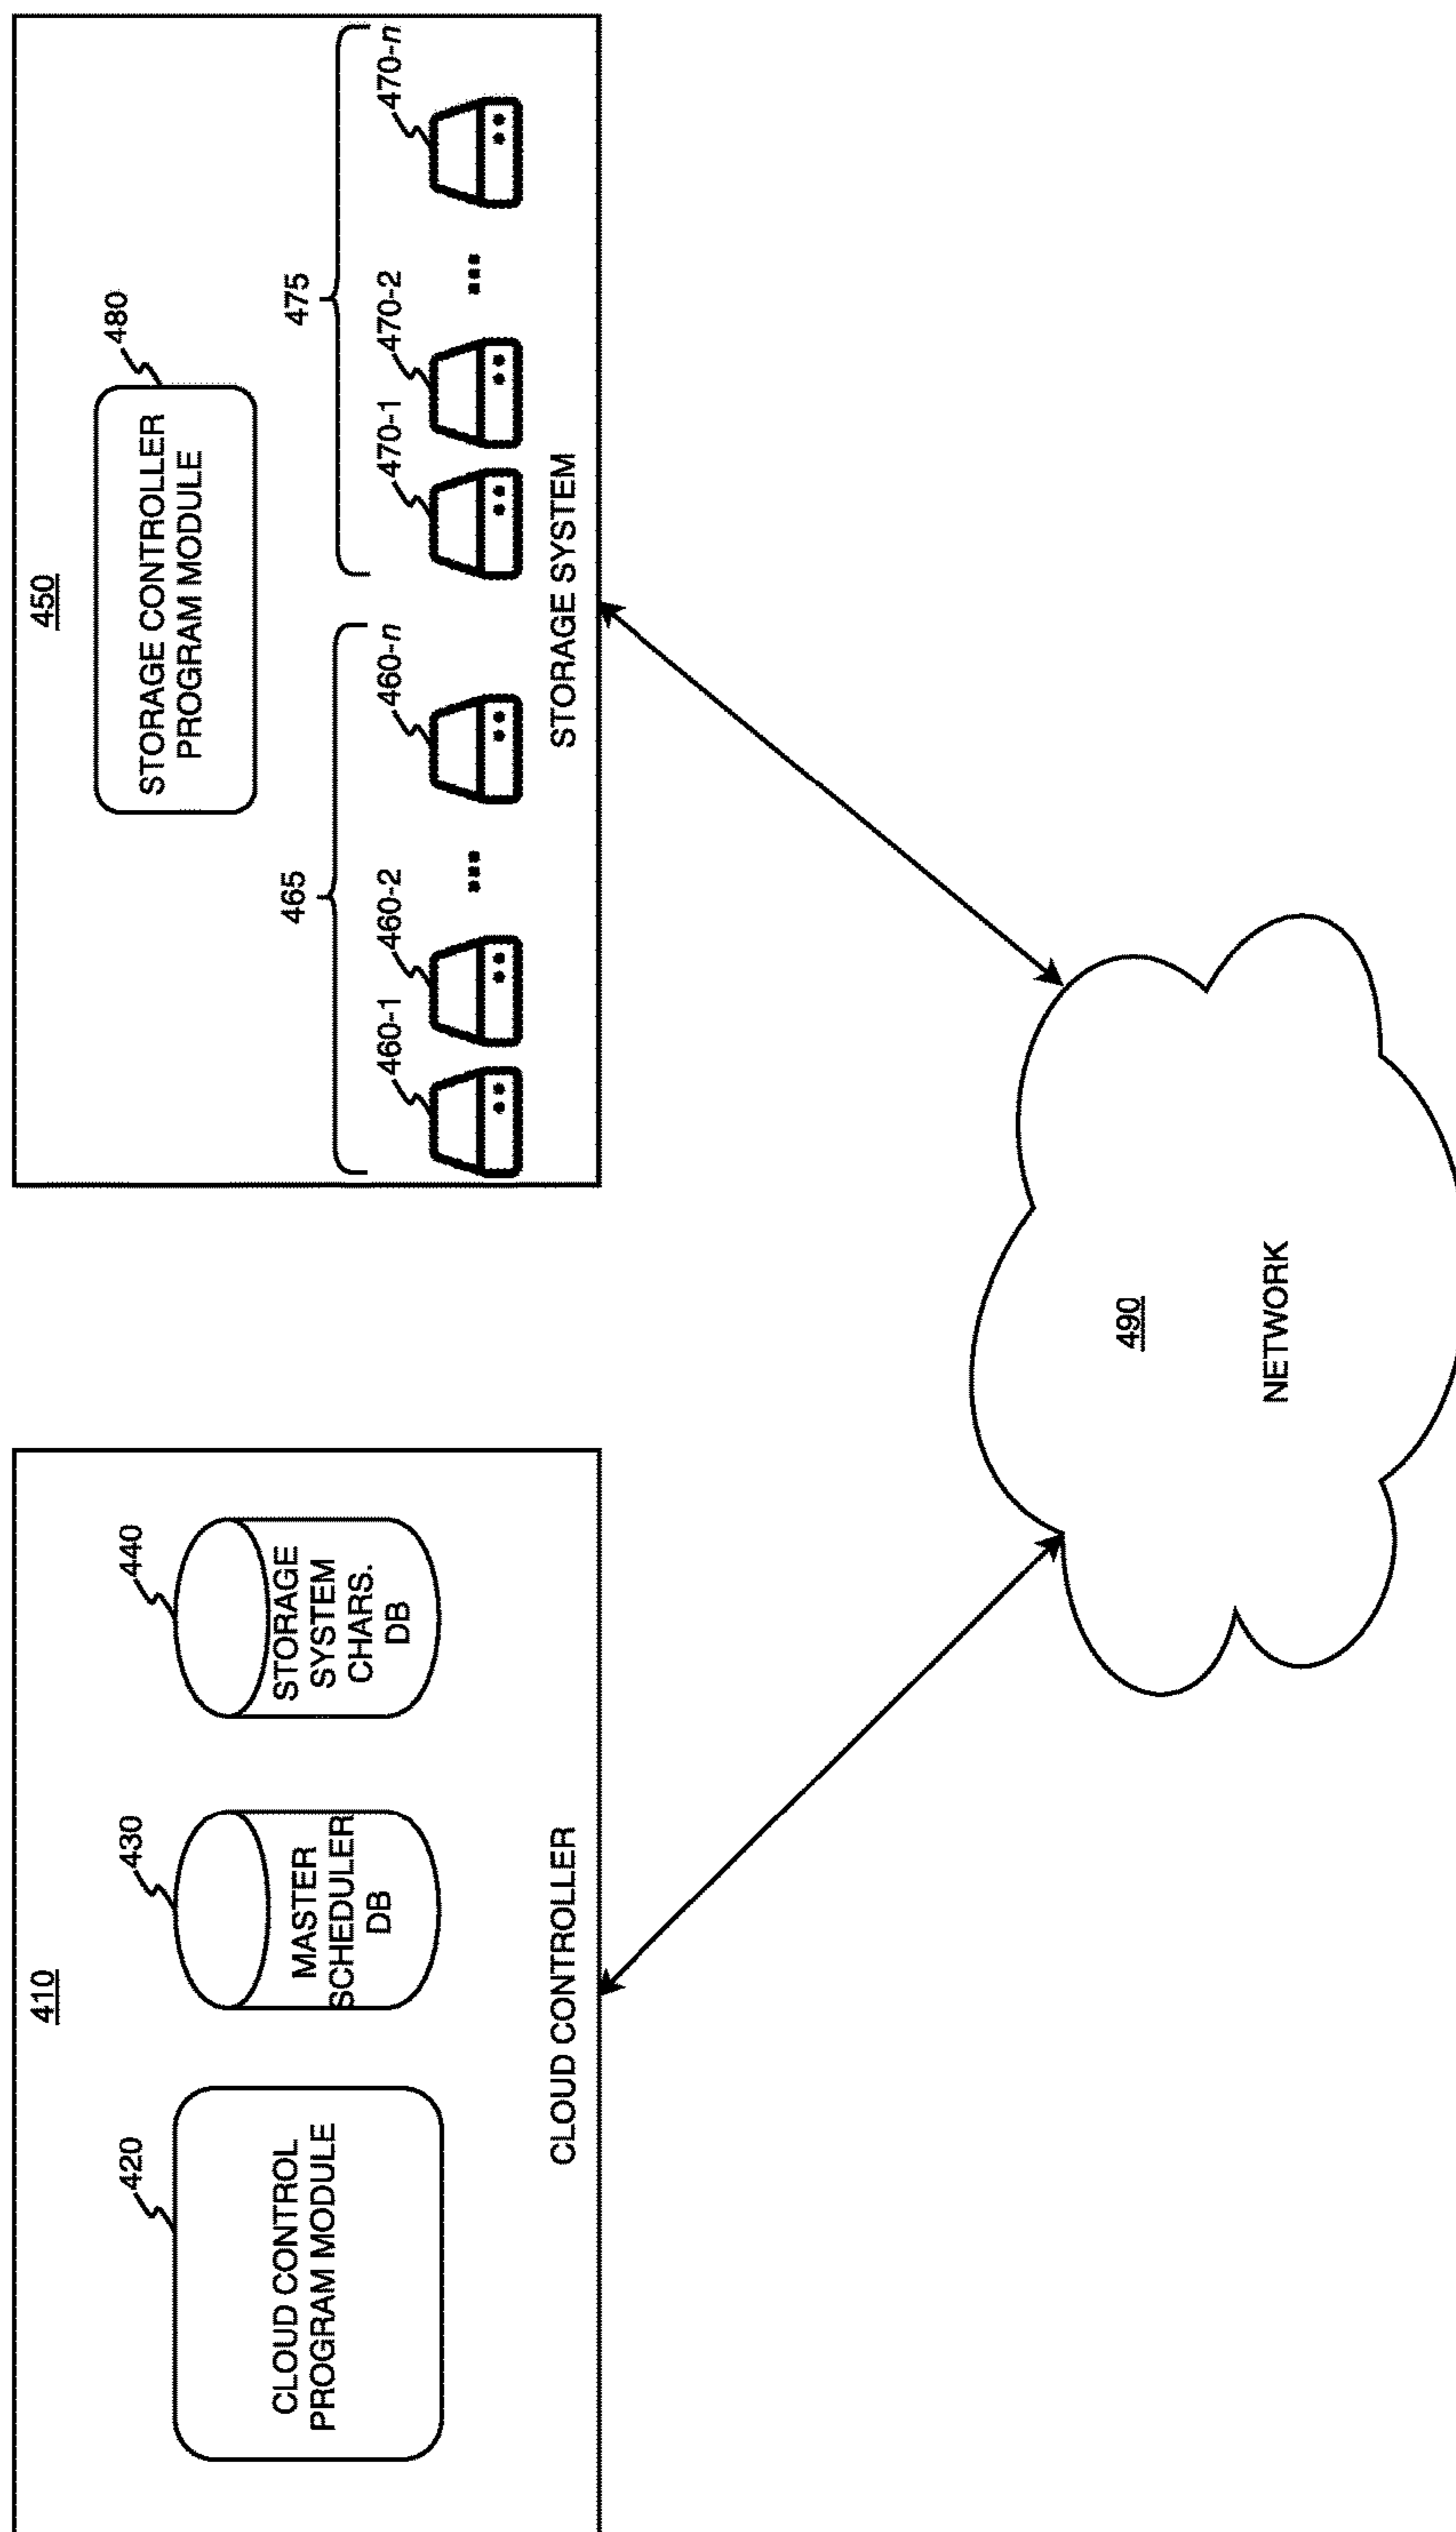 410
420
CLOUD CONTROL
PROGRAM MODULE
430
MASTER
SCHEDULER
DB
440
STORAGE
SYSTEM
CHARS.
DB
CLOUD CONTROLLER
450
480
STORAGE CONTROLLER
PROGRAM MODULE
465
475
460-1
460-2
460-n
470-1
470-2
470-n
STORAGE SYSTEM
490
NETWORK